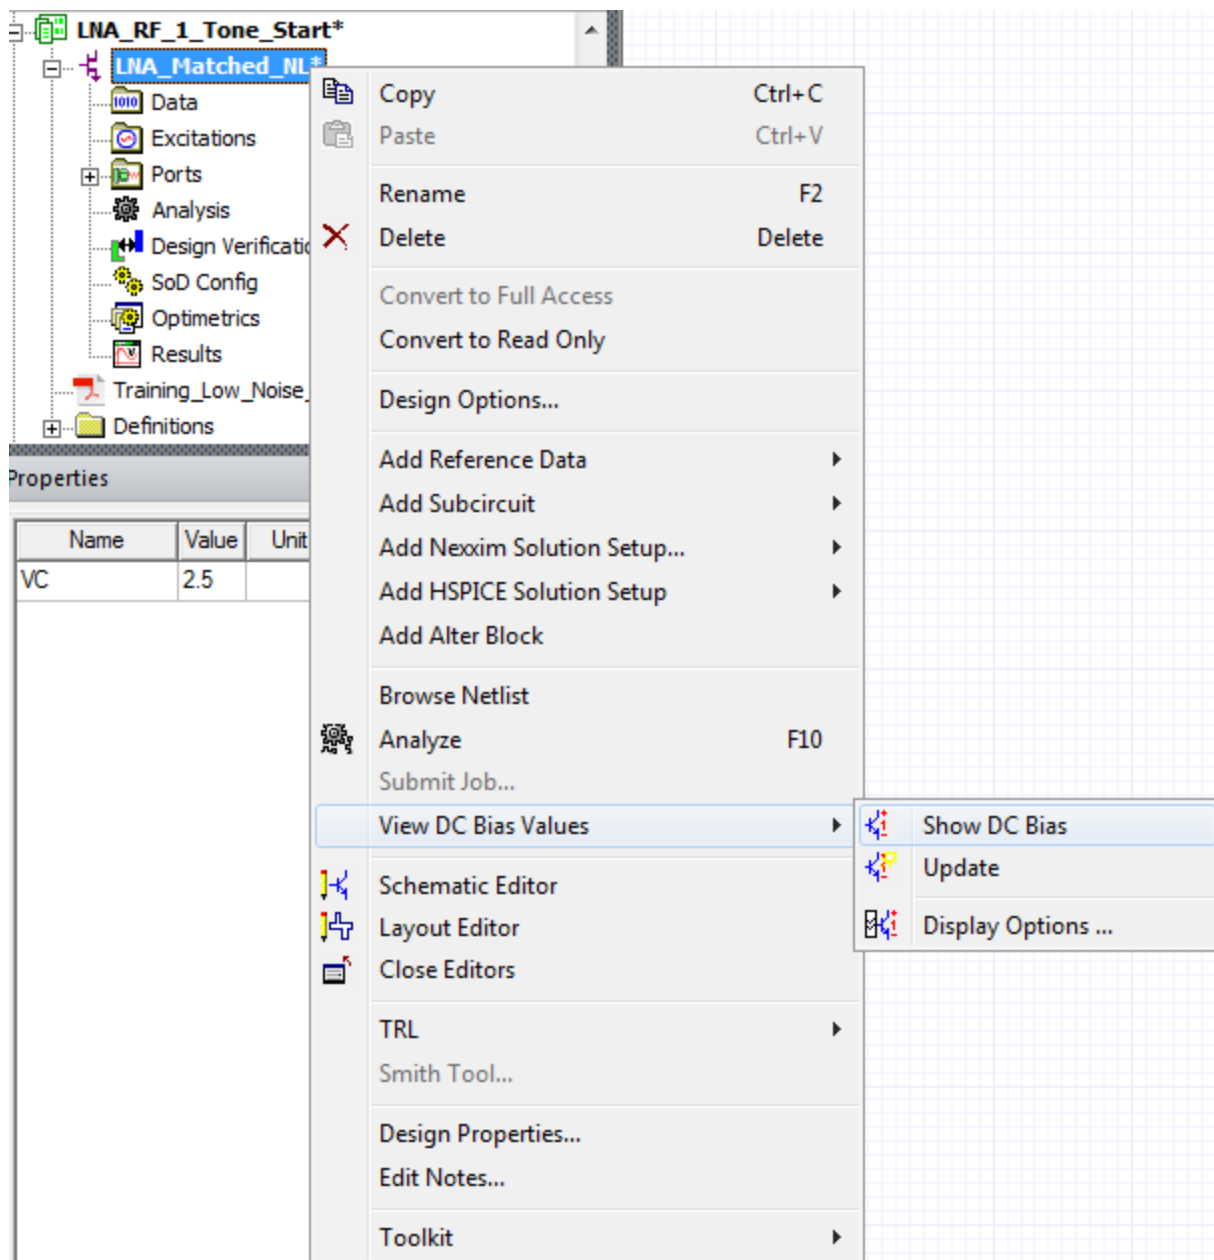 LNA_RF_1_Tone_Start*
LNA_Matched_NL*
Data
Excitations
Ports
Analysis
Design Verificatio
SoD Config
Optimetrics
Results
Training_Low_Noise_
Definitions
Properties
Name Value Unit
VC 2.5
Copy Ctrl+C
Paste Ctrl+V
Rename F2
Delete Delete
Convert to Full Access
Convert to Read Only
Design Options...
Add Reference Data
Add Subcircuit
Add Nexxim Solution Setup...
Add HSPICE Solution Setup
Add Alter Block
Browse Netlist
Analyze F10
Submit Job...
View DC Bias Values
Schematic Editor
Layout Editor
Close Editors
TRL
Smith Tool...
Design Properties...
Edit Notes...
Toolkit
Show DC Bias
Update
Display Options ...